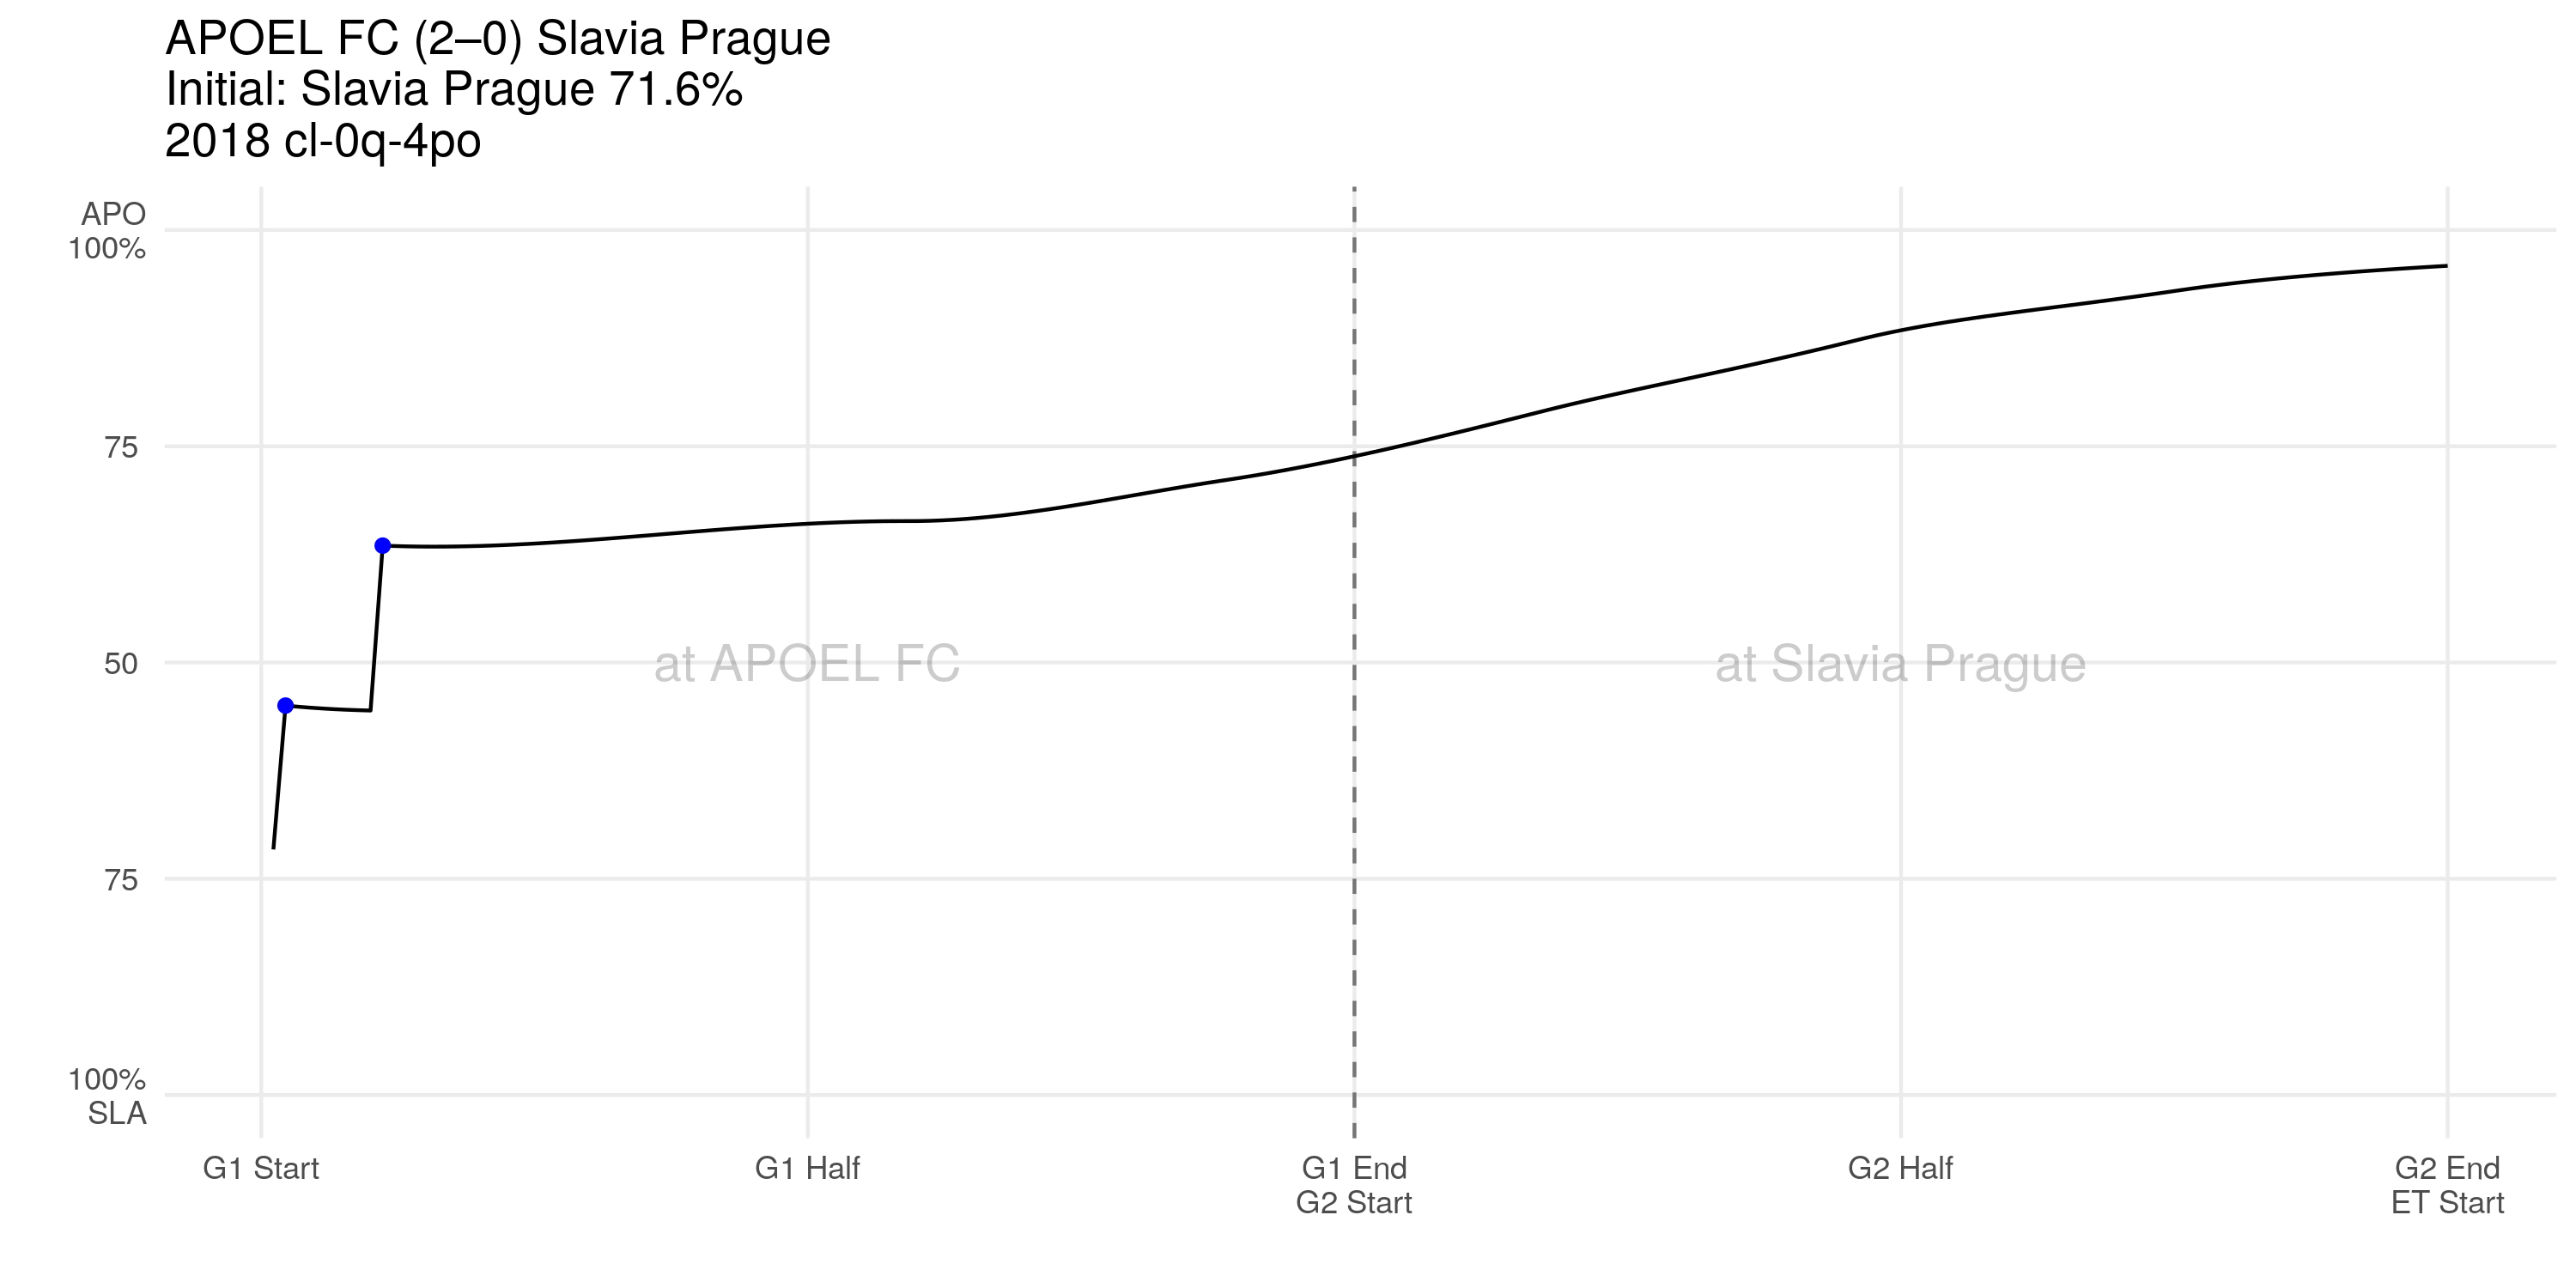 APOEL FC (2–0) Slavia Prague
Initial: Slavia Prague 71.6%
2018 cl-0q-4po
APO
100%
75
50
75
100%
SLA
at APOEL FC
at Slavia Prague
G1 Start
G1 Half
G1 End
G2 Start
G2 Half
G2 End
ET Start